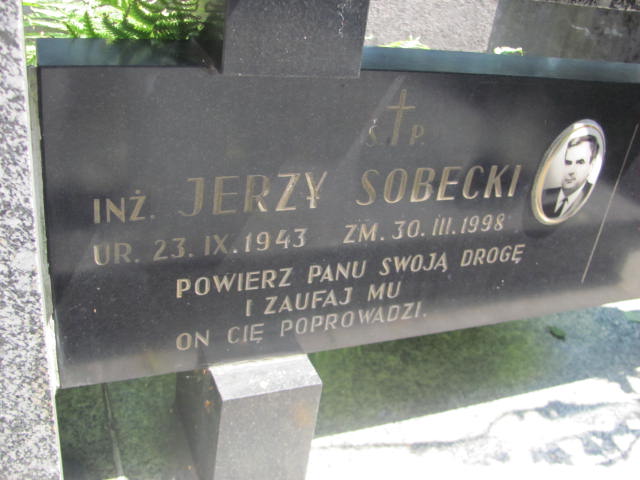 Ś. P.
INŻ. JERZY SOBECKI
UR. 23. IX. 1943 ZM. 30. III. 1998
POWIERZ PANU SWOJĄ DROGĘ
I ZAUFAJ MU
ON CIĘ POPROWADZI.